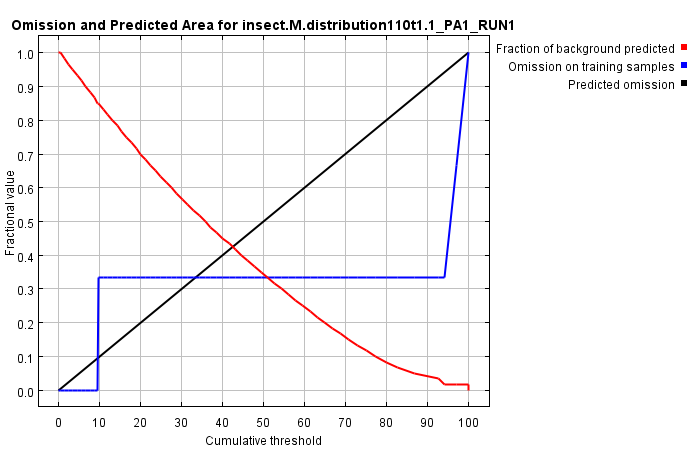 Omission and Predicted Area for insect.M.distribution110t1.1_PA1_RUN1
Fraction of background predicted
Omission on training samples
Predicted omission
Fractional value
1.0
0.9
0.8
0.7
0.6
0.5
0.4
0.3
0.2
0.1
0.0
0 10 20 30 40 50 60 70 80 90 100
Cumulative threshold